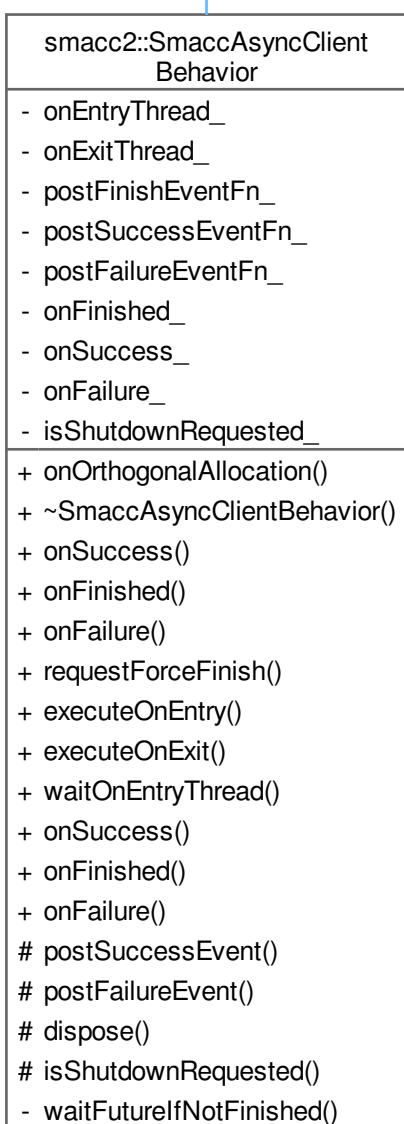 smacc2::SmaccAsyncClient
Behavior
- onEntryThread_
- onExitThread_
- postFinishEventFn_
- postSuccessEventFn_
- postFailureEventFn_
- onFinished_
- onSuccess_
- onFailure_
- isShutdownRequested_
+ onOrthogonalAllocation()
+ ~SmaccAsyncClientBehavior()
+ onSuccess()
+ onFinished()
+ onFailure()
+ requestForceFinish()
+ executeOnEntry()
+ executeOnExit()
+ waitOnEntryThread()
+ onSuccess()
+ onFinished()
+ onFailure()
# postSuccessEvent()
# postFailureEvent()
# dispose()
# isShutdownRequested()
- waitFutureIfNotFinished()